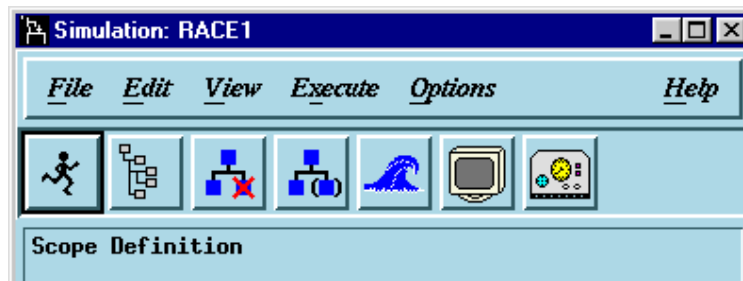 Simulation: RACE1
File Edit View Execute Options Help
Scope Definition